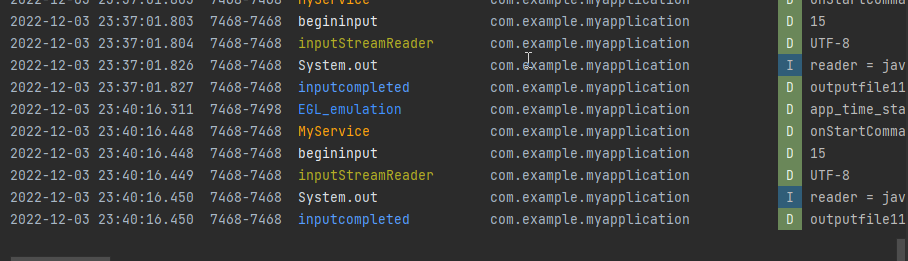 2022-12-03 23:37:01.803 7468-7468 MyService com.example.myapplication D onStartComma
2022-12-03 23:37:01.803 7468-7468 begininput com.example.myapplication D 15
2022-12-03 23:37:01.804 7468-7468 inputStreamReader com.example.myapplication D UTF-8
2022-12-03 23:37:01.826 7468-7468 System.out com.example.myapplication I reader = jav
2022-12-03 23:37:01.827 7468-7468 inputcompleted com.example.myapplication D outputfile11
2022-12-03 23:40:16.311 7468-7498 EGL_emulation com.example.myapplication D app_time_sta
2022-12-03 23:40:16.448 7468-7468 MyService com.example.myapplication D onStartComma
2022-12-03 23:40:16.448 7468-7468 begininput com.example.myapplication D 15
2022-12-03 23:40:16.449 7468-7468 inputStreamReader com.example.myapplication D UTF-8
2022-12-03 23:40:16.450 7468-7468 System.out com.example.myapplication I reader = jav
2022-12-03 23:40:16.450 7468-7468 inputcompleted com.example.myapplication D outputfile11